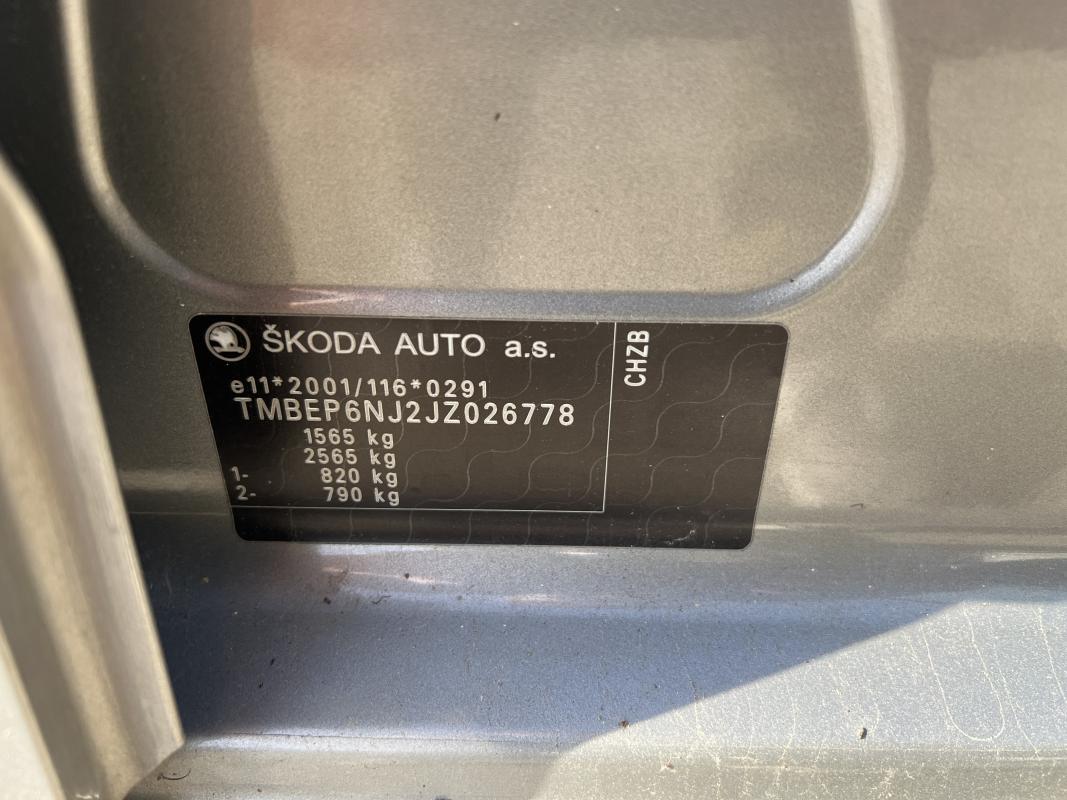 ŠKODA AUTO a.s.
e11*2001/116*0291
TMBEP6NJ2JZ026778
1565 kg
2565 kg
1- 820 kg
2- 790 kg
CHZB